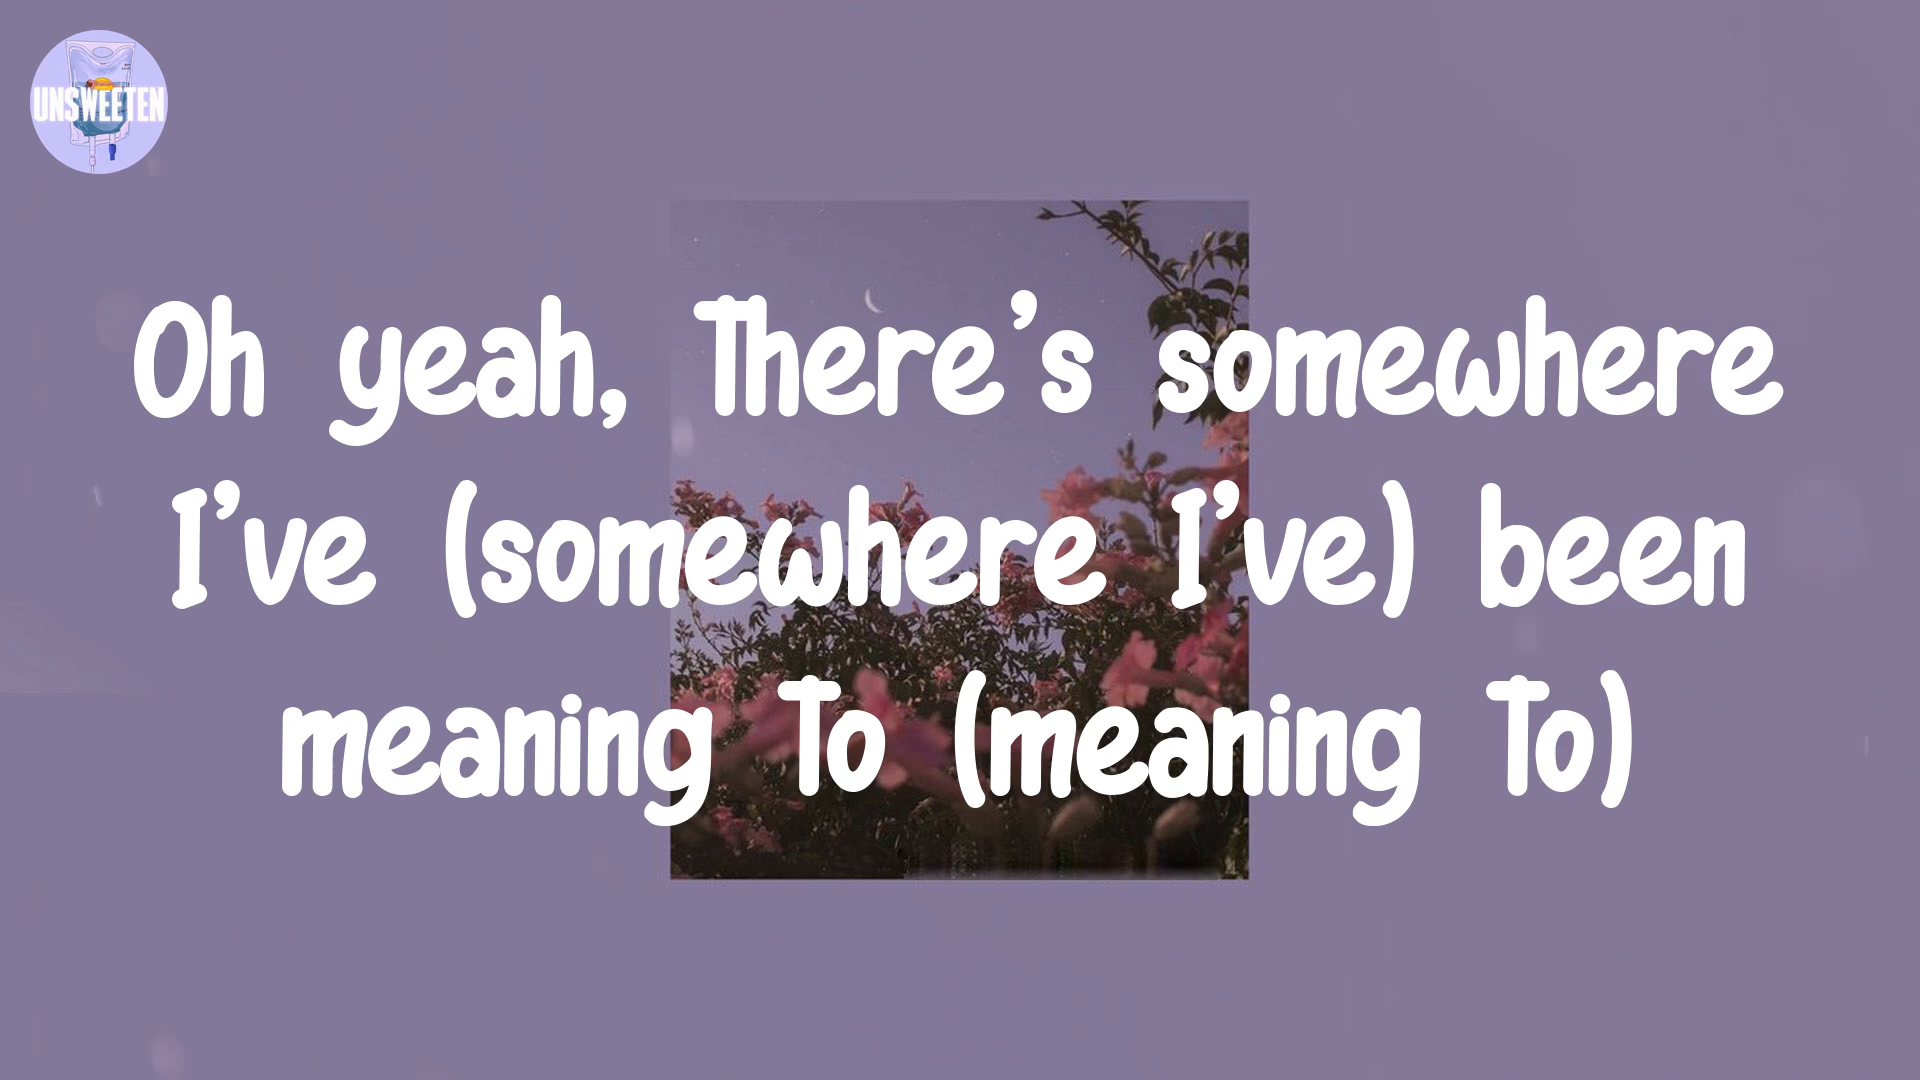 UNSWEETEN
Oh yeah, There's somewhere
I've (somewhere I've) been
meaning To (meaning To)